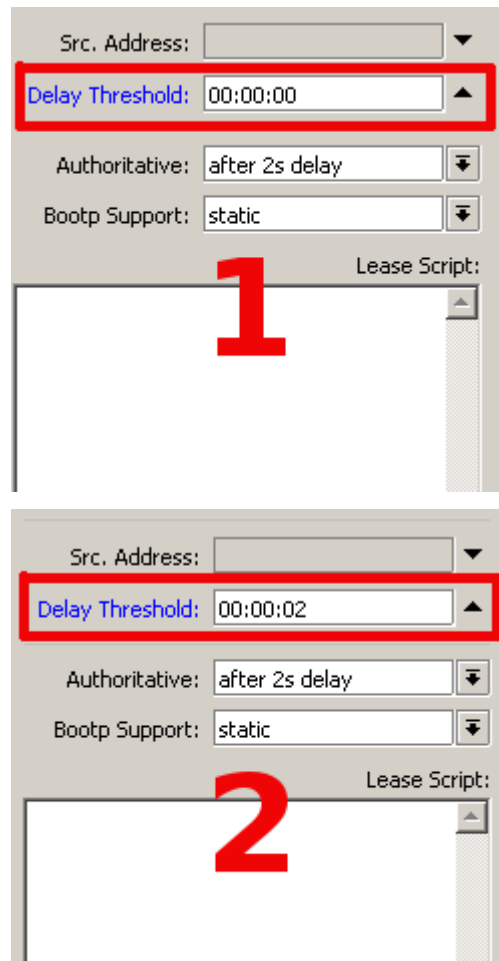 Src. Address:
Delay Threshold: 00:00:00
Authoritative: after 2s delay
Bootp Support: static
1
Lease Script:
Src. Address:
Delay Threshold: 00:00:02
Authoritative: after 2s delay
Bootp Support: static
2
Lease Script: